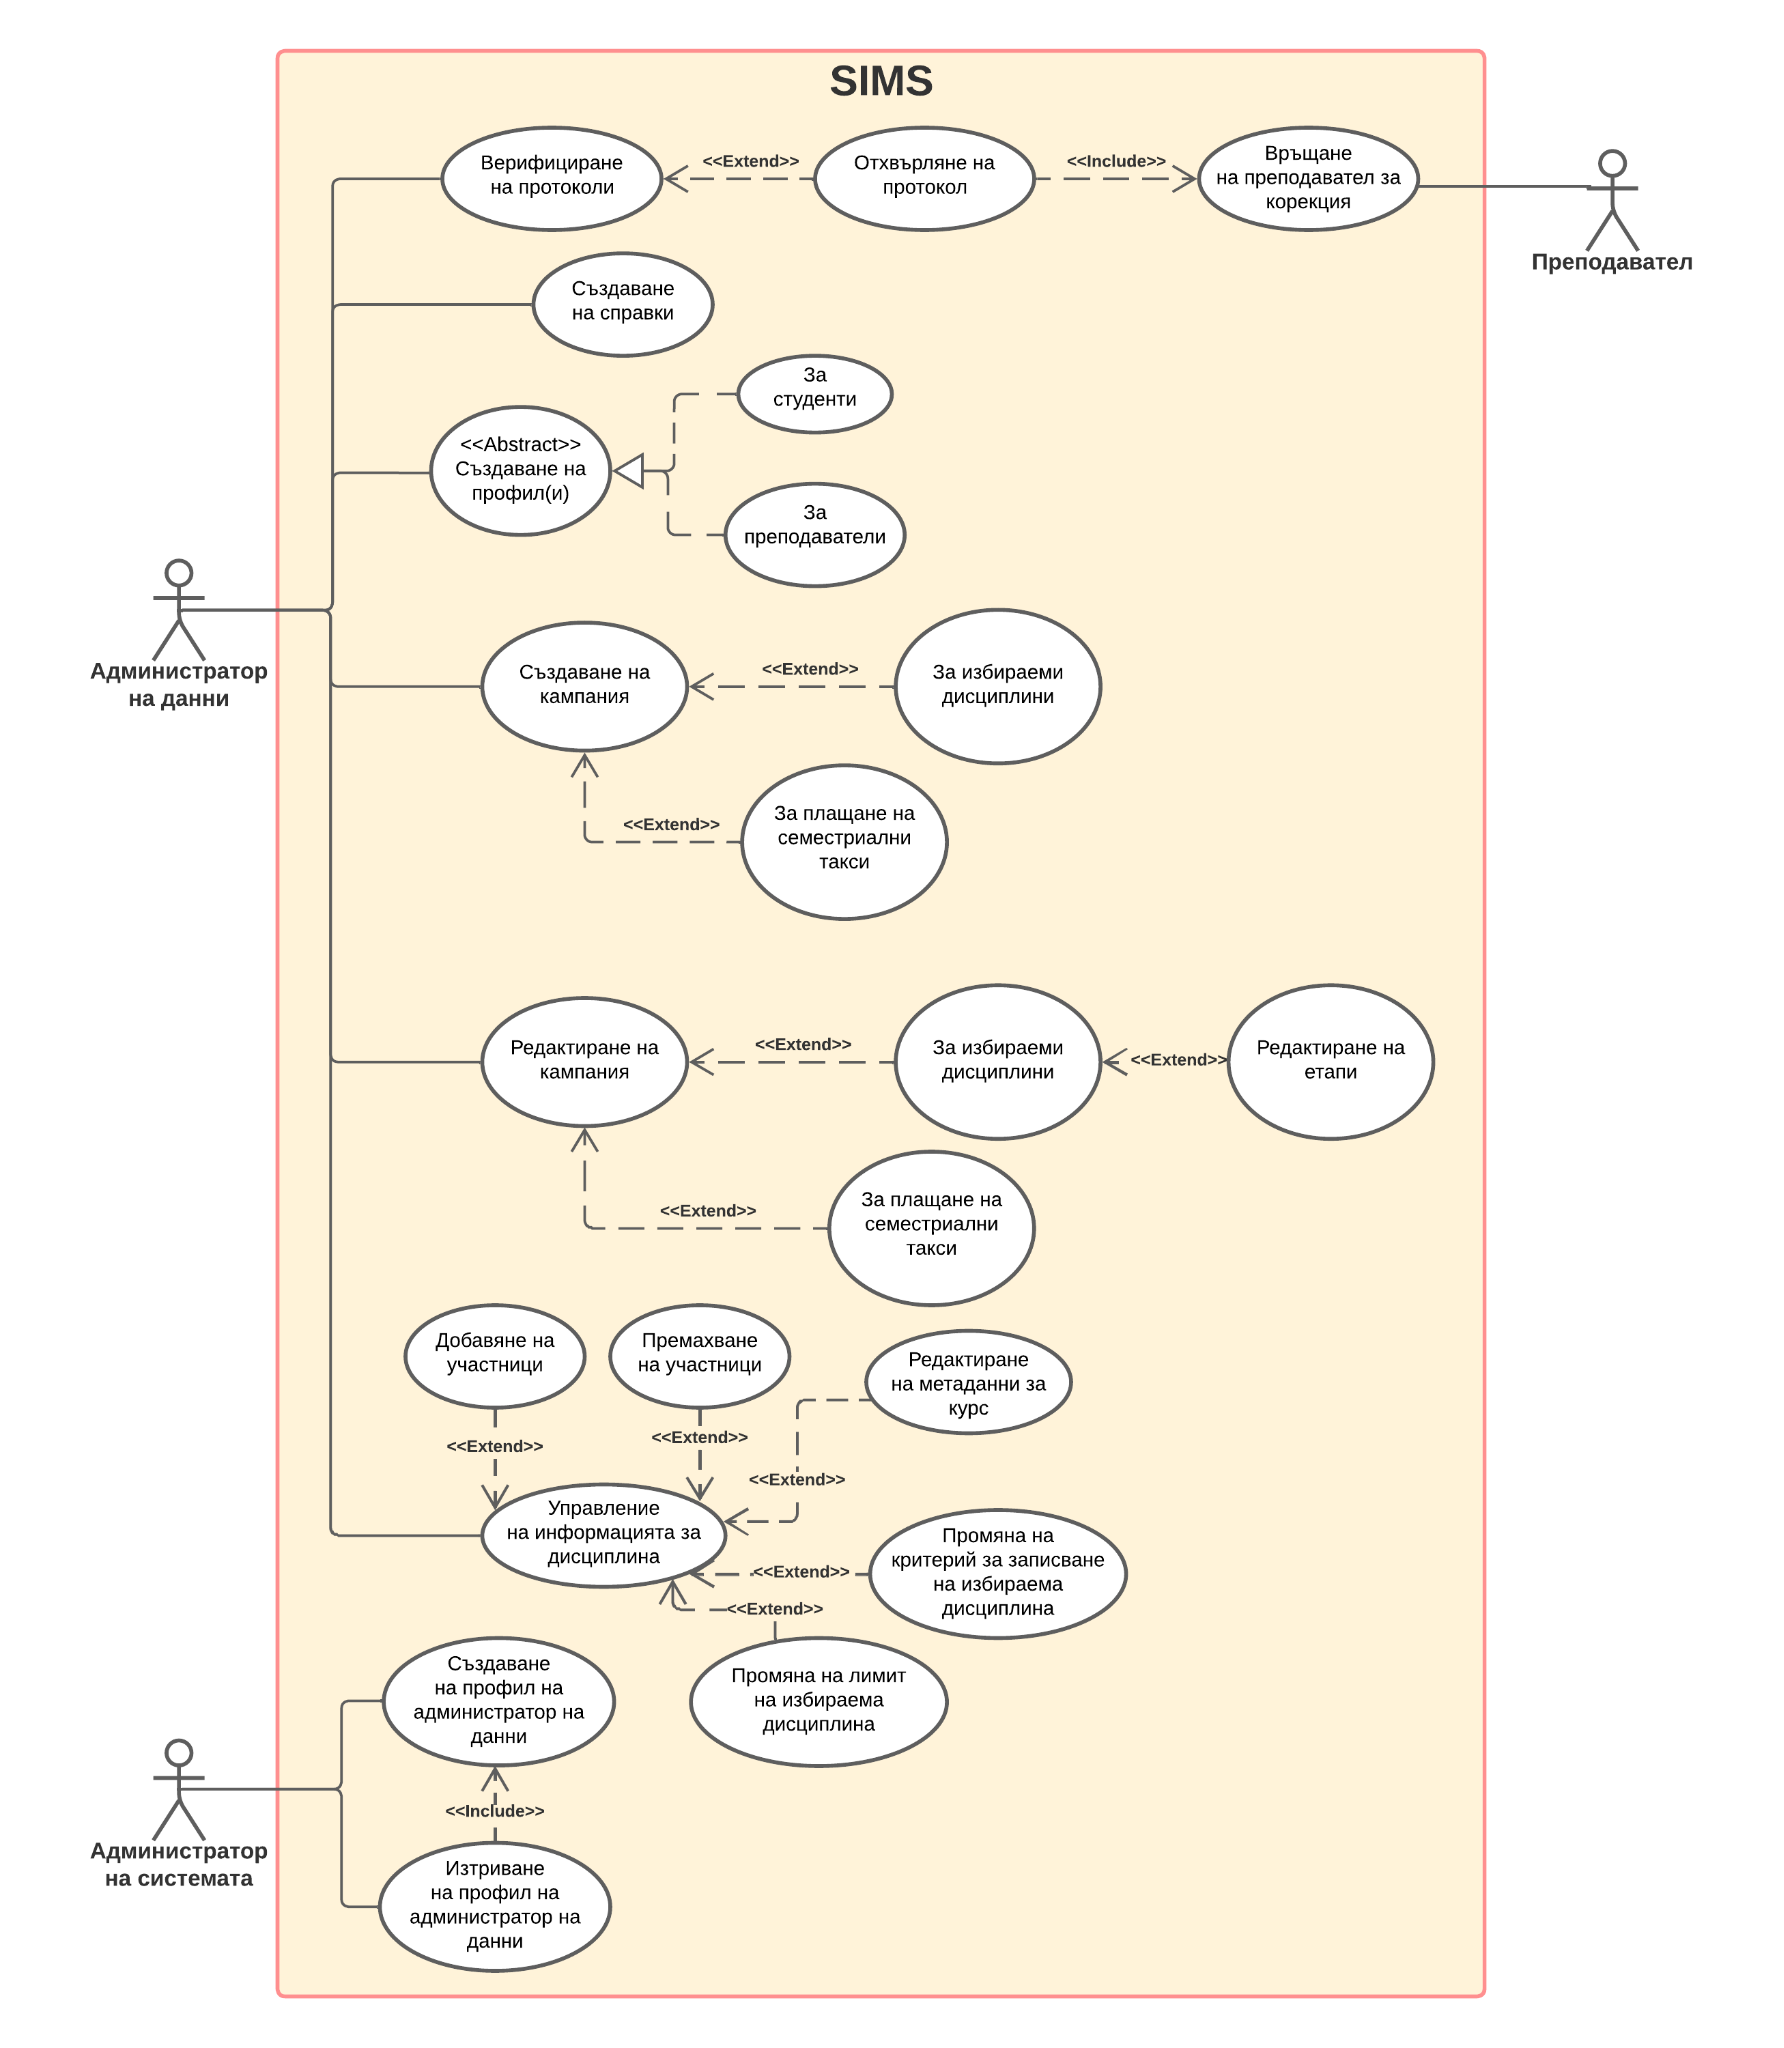 SIMS
Верифициране
на протоколи
<<Extend>>
Отхвърляне на
протокол
<<Include>>
Връщане
на преподавател за
корекция
Преподавател
Създаване
на справки
За
студенти
<<Abstract>>
Създаване на
профил(и)
За
преподаватели
Администратор
на данни
Създаване на
кампания
<<Extend>>
За избираеми
дисциплини
<<Extend>>
За плащане на
семестриални
такси
Редактиране на
кампания
<<Extend>>
За избираеми
дисциплини
<<Extend>>
Редактиране на
етапи
<<Extend>>
За плащане на
семестриални
такси
Добавяне на
участници
Премахване
на участници
Редактиране
на метаданни за
курс
<<Extend>>
<<Extend>>
<<Extend>>
Управление
на информацията за
дисциплина
<<Extend>>
Промяна на
критерий за записване
на избираема
дисциплина
<<Extend>>
Промяна на лимит
на избираема
дисциплина
Създаване
на профил на
администратор на
данни
<<Include>>
Администратор
на системата
Изтриване
на профил на
администратор на
данни